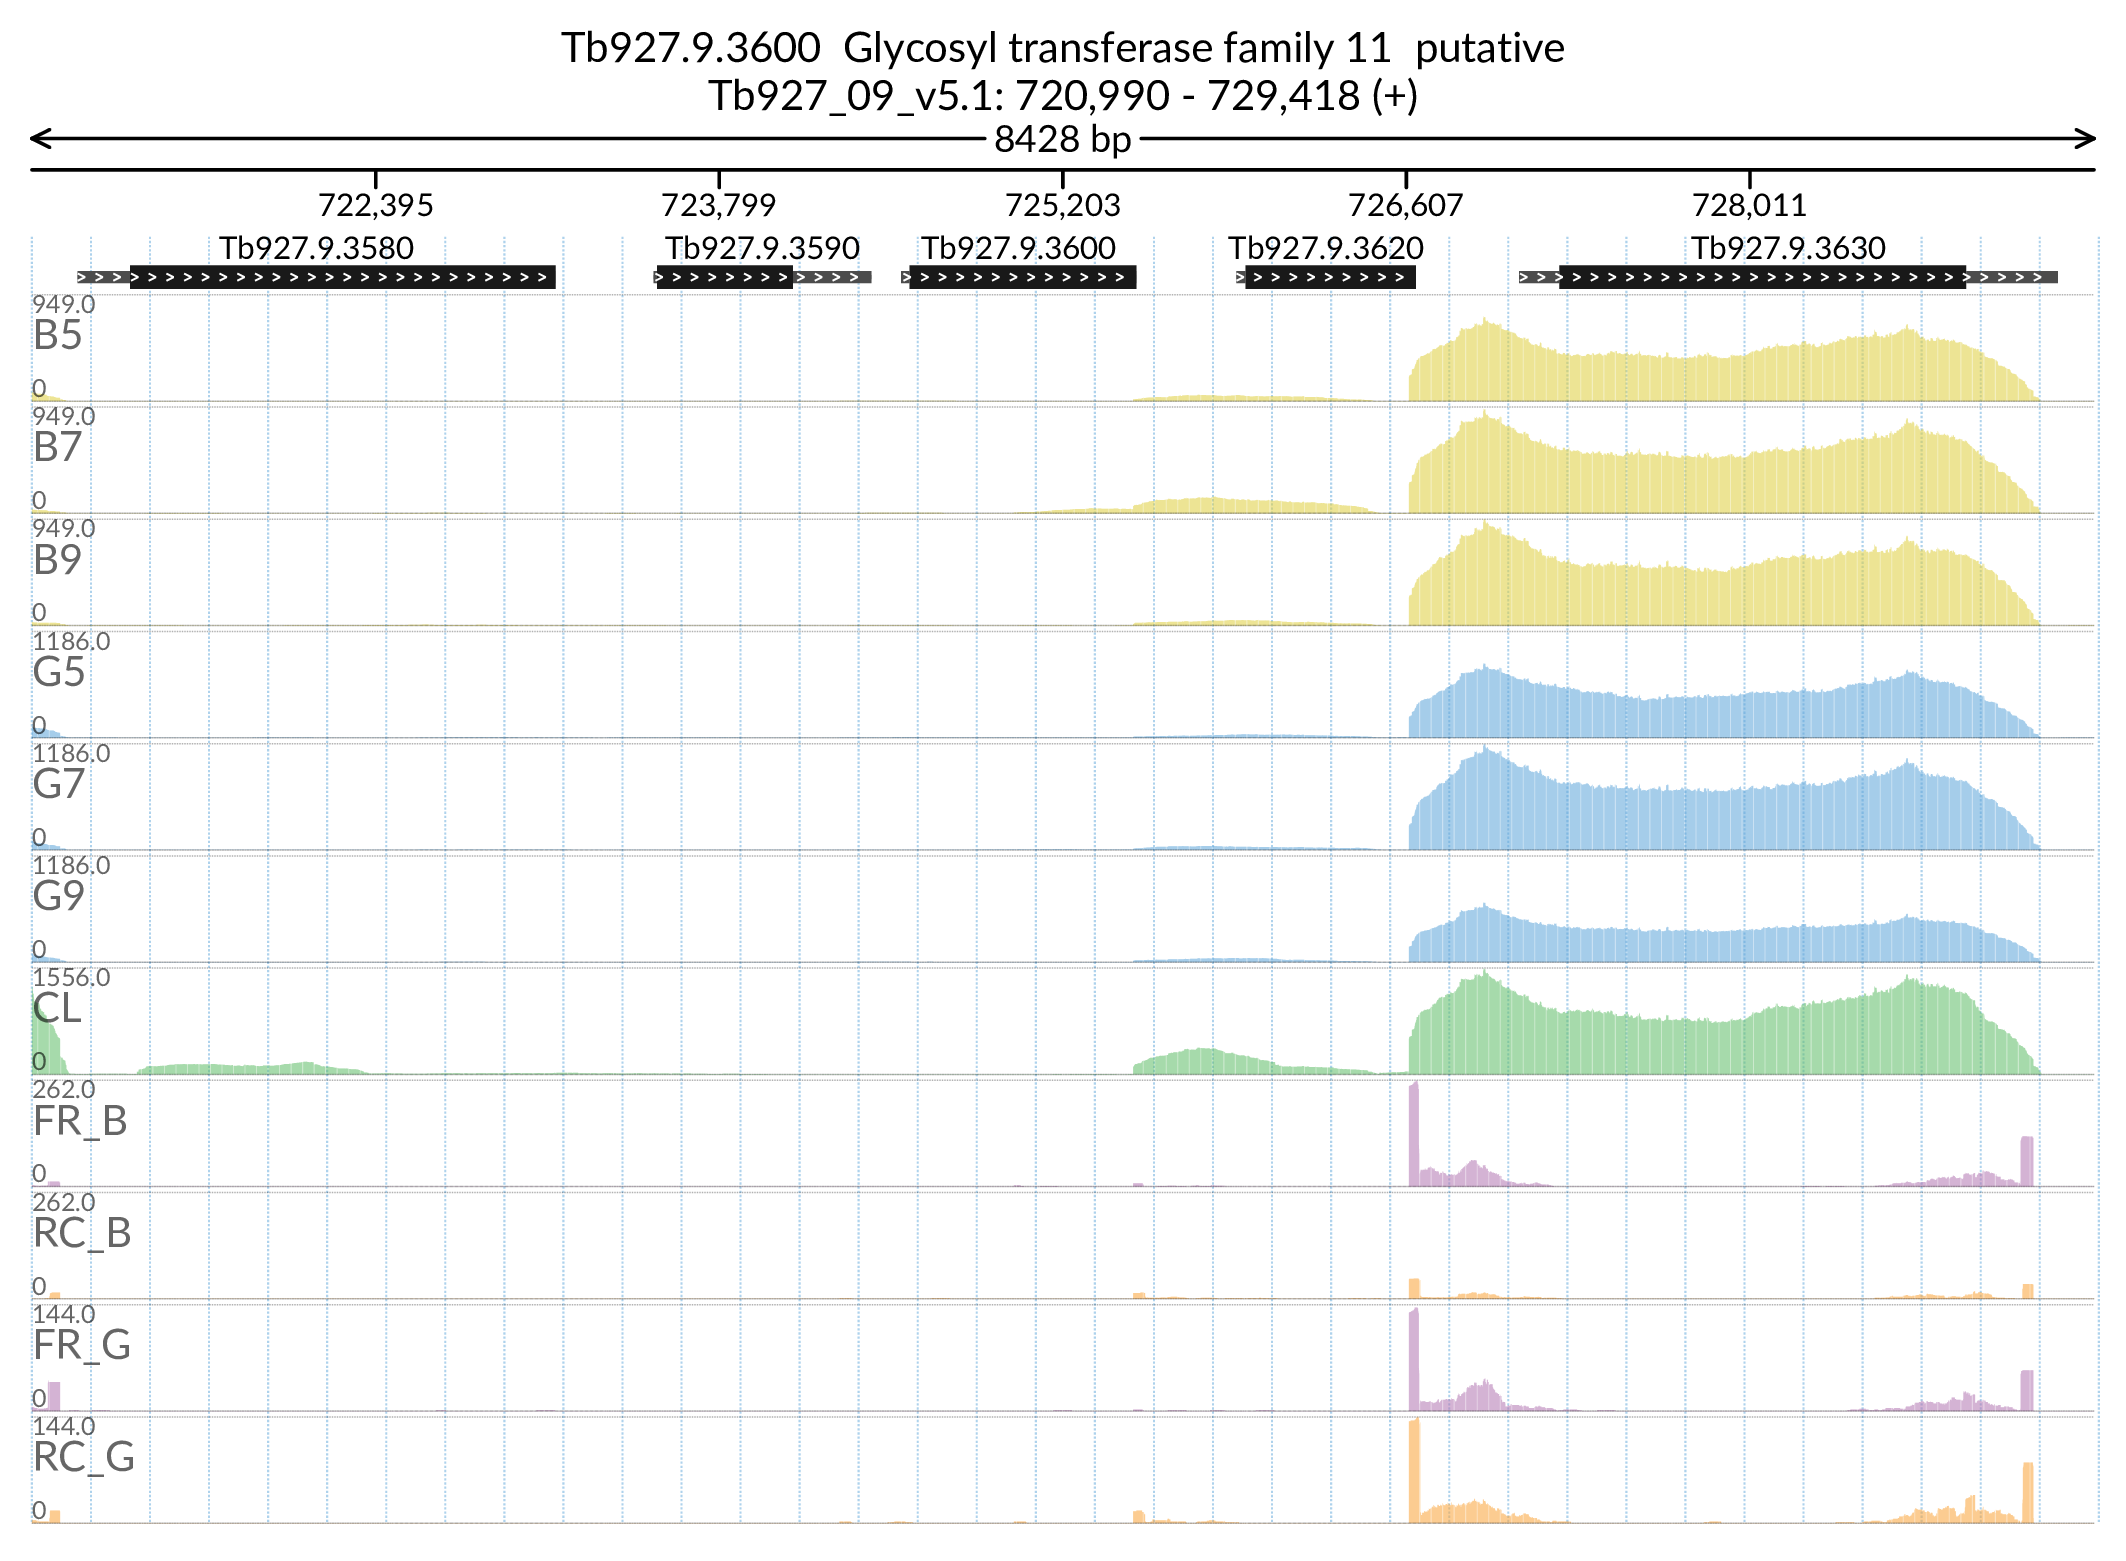 Tb927.9.3600  Glycosyl transferase family 11  putative
Tb927_09_v5.1: 720,990 - 729,418 (+)
8428 bp
722,395 723,799 725,203 726,607 728,011
Tb927.9.3580 Tb927.9.3590 Tb927.9.3600 Tb927.9.3620 Tb927.9.3630
949.0
B5
0
949.0
B7
0
949.0
B9
0
1186.0
G5
0
1186.0
G7
0
1186.0
G9
0
1556.0
CL
0
262.0
FR_B
0
262.0
RC_B
0
144.0
FR_G
0
144.0
RC_G
0